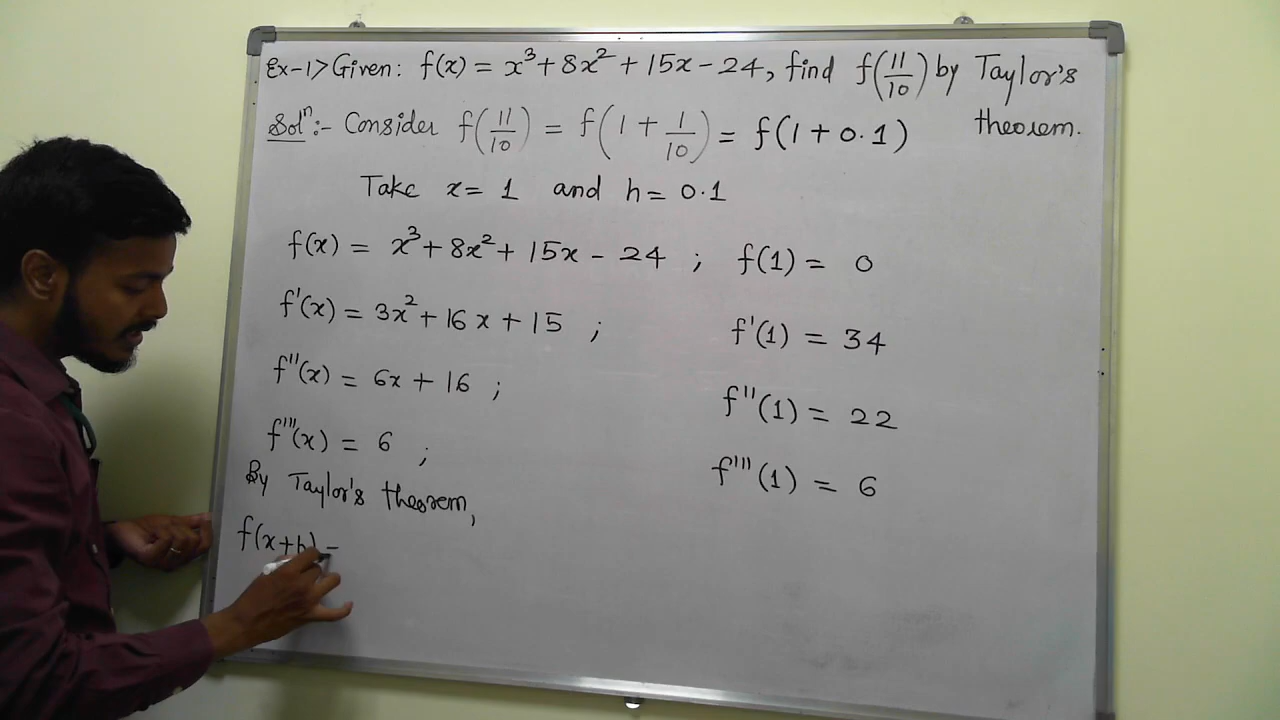 Ex-1> Given: f(x) = x³ + 8x² + 15x - 24, find f(11/10) by Taylor's theorem.
Solⁿ:- Consider f(11/10) = f(1 + 1/10) = f(1 + 0.1)
Take x = 1 and h = 0.1
f(x) = x³ + 8x² + 15x - 24 ; f(1) = 0
f'(x) = 3x² + 16x + 15 ; f'(1) = 34
f''(x) = 6x + 16 ; f''(1) = 22
f'''(x) = 6 ; f'''(1) = 6
By Taylor's theorem,
f(x+h) =